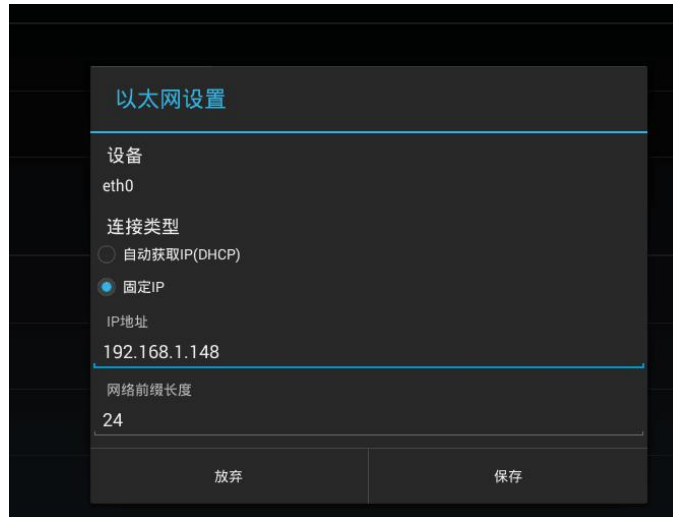 以太网设置
设备
eth0
连接类型
自动获取IP(DHCP)
固定IP
IP地址
192.168.1.148
网络前缀长度
24
放弃
保存